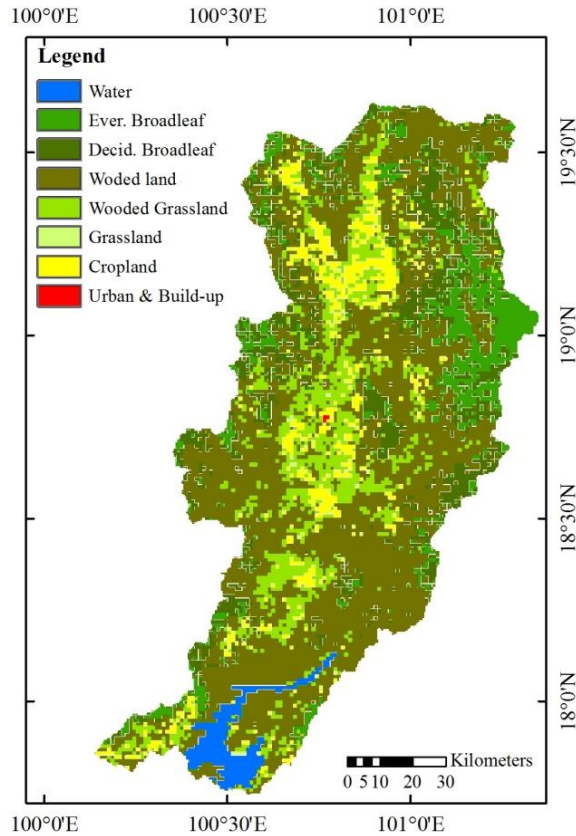 100°0'E 100°30'E 101°0'E
Legend
Water
Ever. Broadleaf
Decid. Broadleaf
Woded land
Wooded Grassland
Grassland
Cropland
Urban & Build-up
19°30'N
19°0'N
18°30'N
18°0'N
Kilometers
0 5 10 20 30
100°0'E 100°30'E 101°0'E